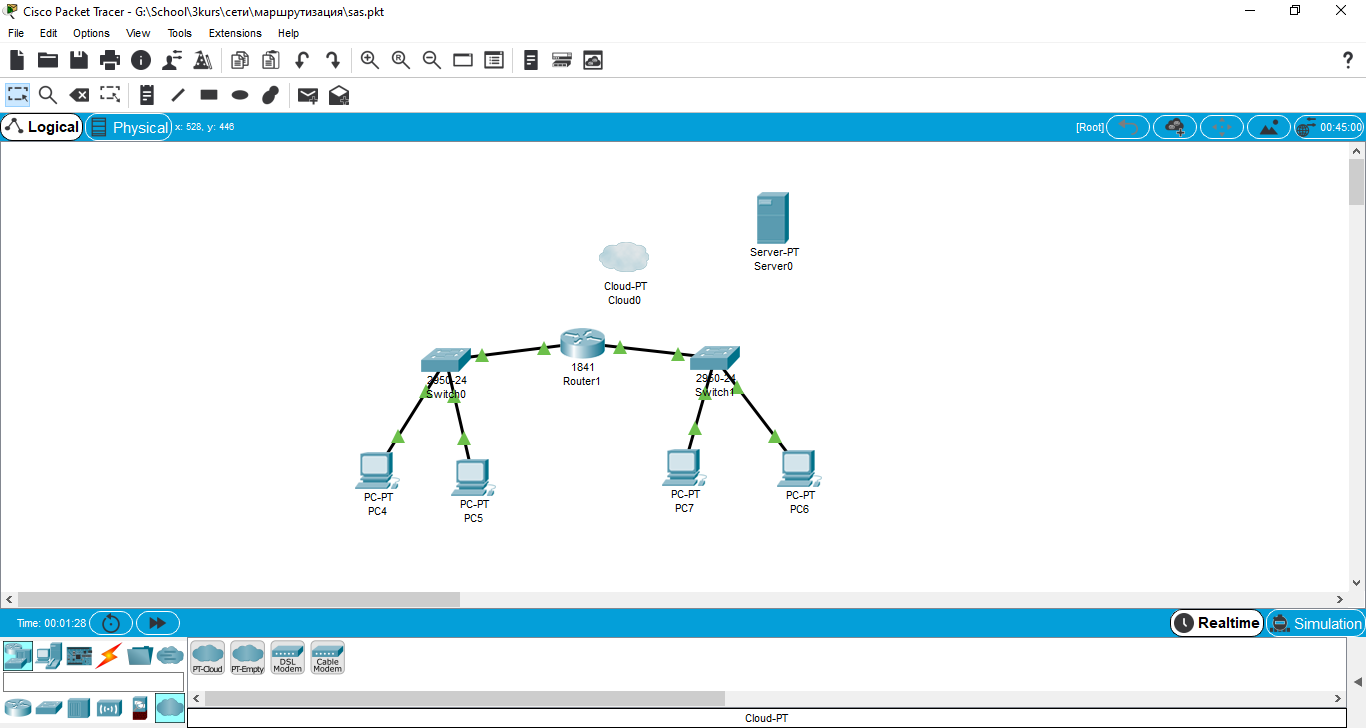 Cisco Packet Tracer - G:\School\3kurs\сети\маршрутизация\sas.pkt
File Edit Options View Tools Extensions Help
Logical Physical x: 528, y: 446 [Root] 00:45:00
Server-PT
Server0
Cloud-PT
Cloud0
1841
Router1
2950-24
Switch0
2950-24
Switch1
PC-PT
PC4
PC-PT
PC5
PC-PT
PC7
PC-PT
PC6
Time: 00:01:28 Realtime Simulation
PT-Cloud PT-Empty DSL Modem Cable Modem
Cloud-PT